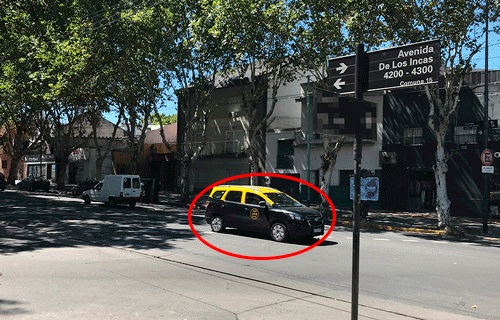 Avenida
De Los Incas
4200 - 4300
Comuna 15